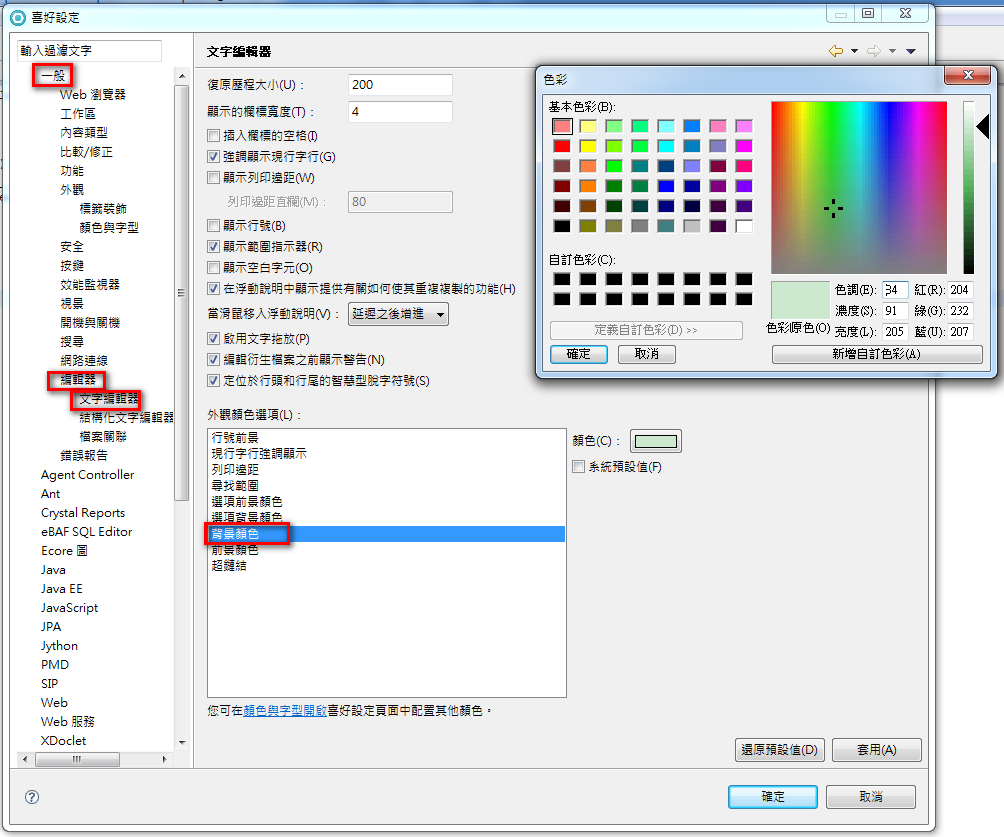 喜好設定
輸入過濾文字
一般
Web 瀏覽器
工作區
內容類型
比較/修正
功能
外觀
標籤裝飾
顏色與字型
安全
按鍵
效能監視器
視景
開機與關機
搜尋
網路連線
編輯器
文字編輯器
結構化文字編輯器
檔案關聯
錯誤報告
Agent Controller
Ant
Crystal Reports
eBAF SQL Editor
Ecore 圖
Java
Java EE
JavaScript
JPA
Jython
PMD
SIP
Web
Web 服務
XDoclet
文字編輯器
復原歷程大小(U)： 200
顯示的欄標寬度(T)： 4
插入欄標的空格(I)
強調顯示現行字行(G)
顯示列印邊距(W)
列印邊距直欄(M)： 80
顯示行號(B)
顯示範圍指示器(R)
顯示空白字元(O)
在浮動說明中顯示提供有關如何使其重複複製的功能(H)
當滑鼠移入浮動說明(V)： 延遲之後增進
啟用文字拖放(P)
編輯衍生檔案之前顯示警告(N)
定位於行頭和行尾的智慧型脫字符號(S)
外觀顏色選項(L)：
行號前景
現行字行強調顯示
列印邊距
尋找範圍
選項前景顏色
選項背景顏色
背景顏色
前景顏色
超鏈結
顏色(C)：
系統預設值(F)
您可在顏色與字型開啟喜好設定頁面中配置其他顏色。
還原預設值(D) 套用(A)
確定 取消
色彩
基本色彩(B):
自訂色彩(C):
定義自訂色彩(D) >>
確定 取消
色彩|原色(O)
色調(E): 34 紅(R): 204
濃度(S): 91 綠(G): 232
亮度(L): 205 藍(U): 207
新增自訂色彩(A)